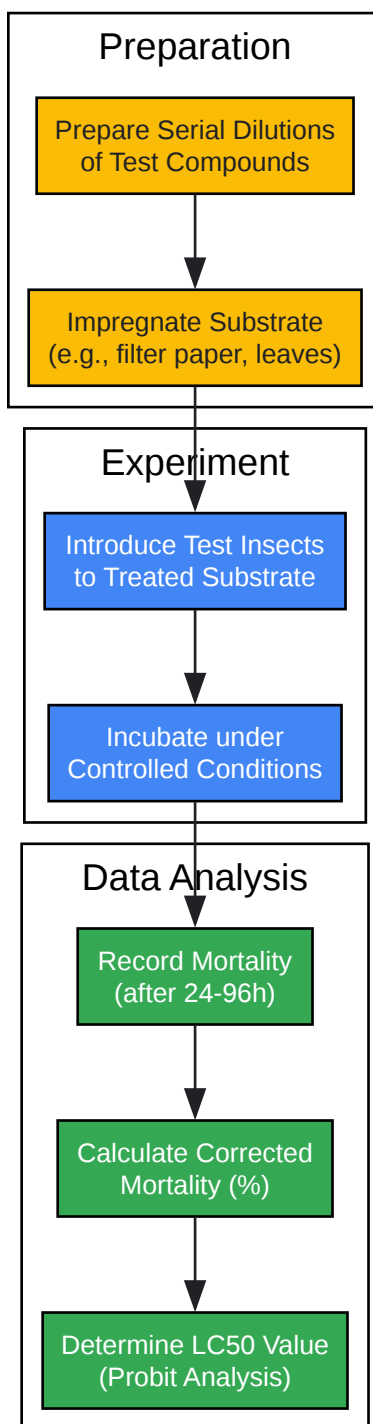 Preparation
Prepare Serial Dilutions
of Test Compounds
Impregnate Substrate
(e.g., filter paper, leaves)
Experiment
Introduce Test Insects
to Treated Substrate
Incubate under
Controlled Conditions
Data Analysis
Record Mortality
(after 24-96h)
Calculate Corrected
Mortality (%)
Determine LC50 Value
(Probit Analysis)